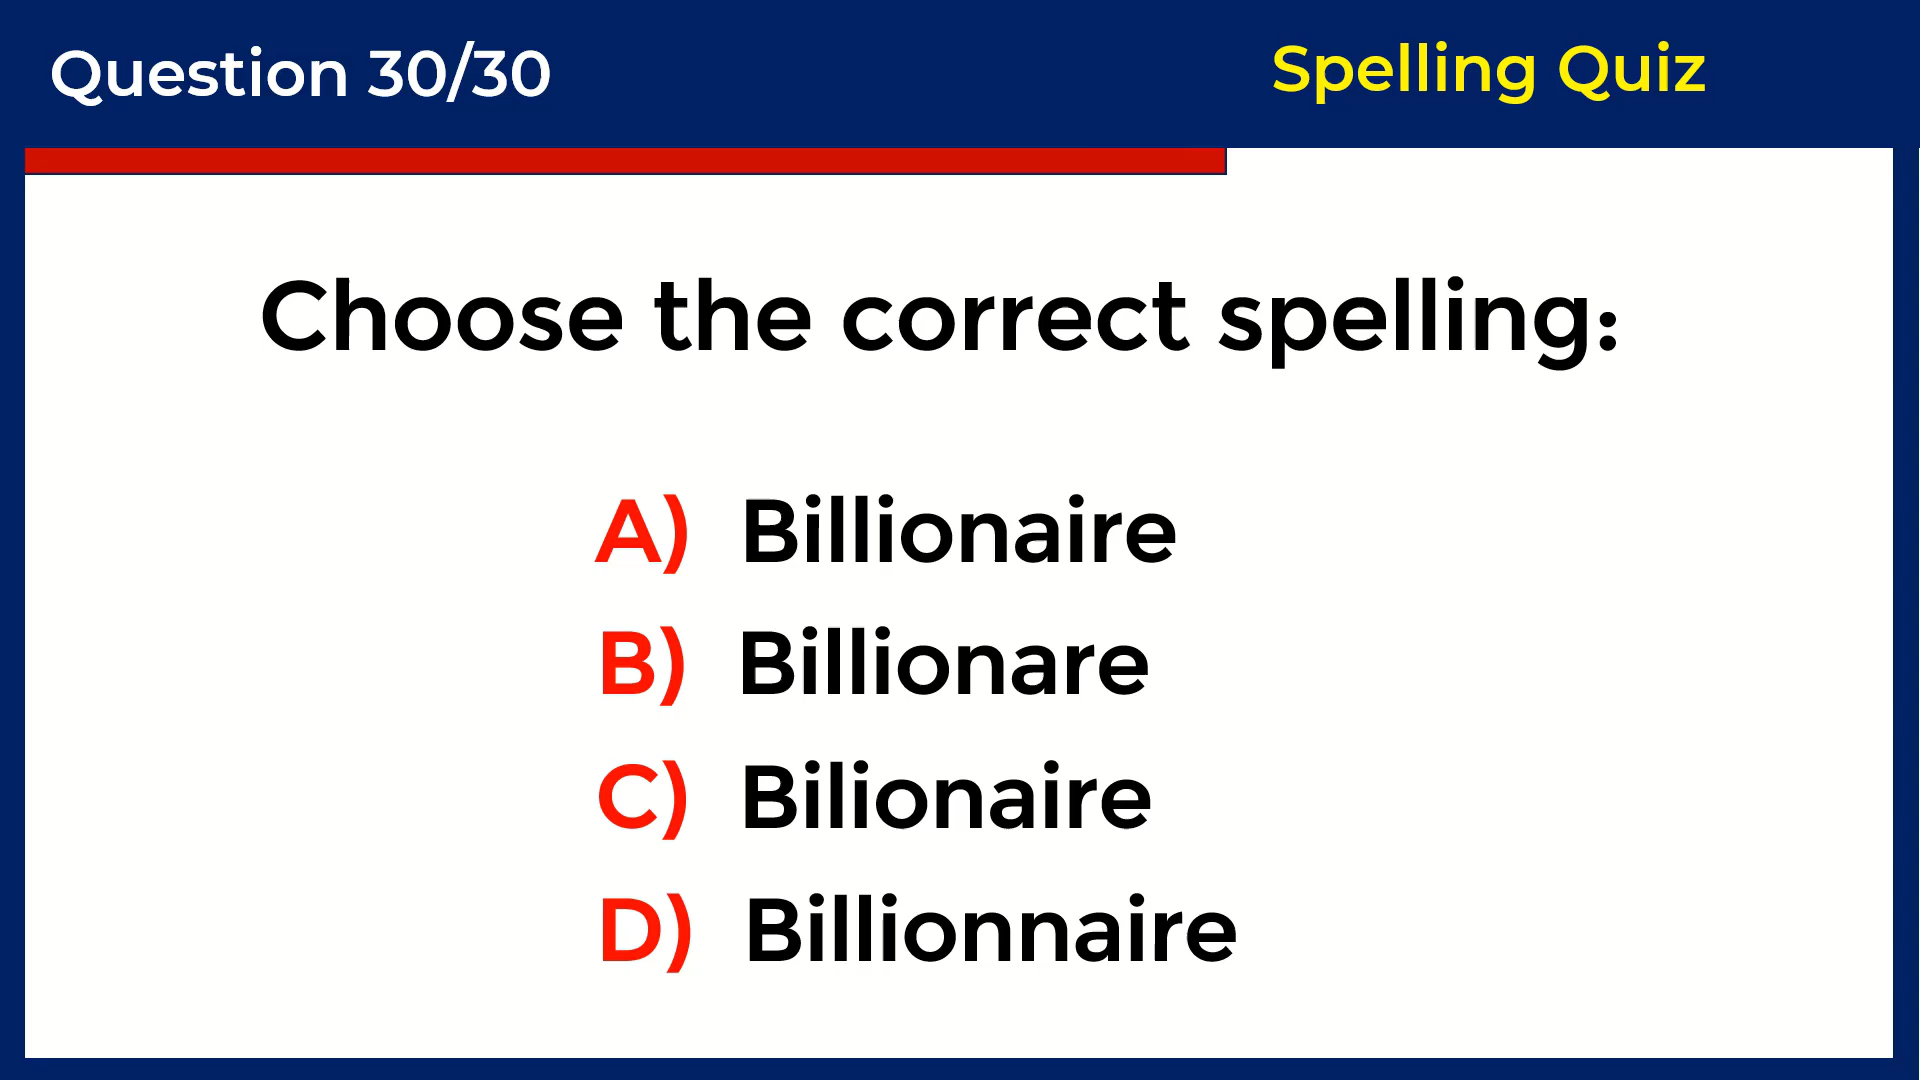 Question 30/30
Spelling Quiz
Choose the correct spelling:
A) Billionaire
B) Billionare
C) Bilionaire
D) Billionnaire